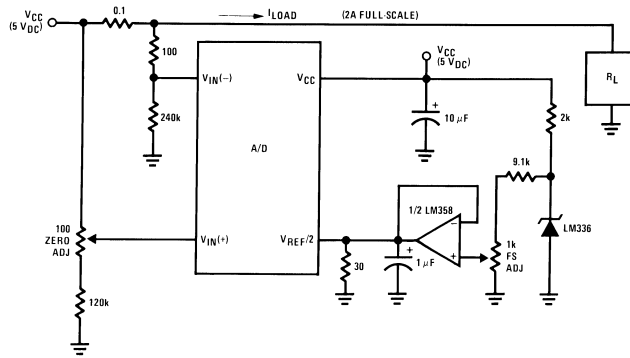 VCC
(5 VDC)
0.1
ILOAD
(2A FULL-SCALE)
100
VIN(−)
VCC
VCC
(5 VDC)
RL
240k
A/D
+
10 µF
2k
9.1k
100
ZERO
ADJ
VIN(+)
VREF/2
1/2 LM358
−
+
LM336
1k
FS
ADJ
30
+
1 µF
120k